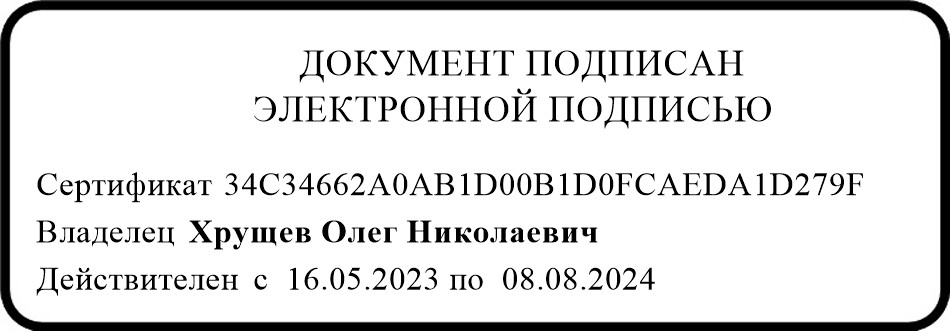 ДОКУМЕНТ ПОДПИСАН
ЭЛЕКТРОННОЙ ПОДПИСЬЮ
Сертификат 34C34662A0AB1D00B1D0FCAEDA1D279F
Владелец Хрущев Олег Николаевич
Действителен с 16.05.2023 по 08.08.2024